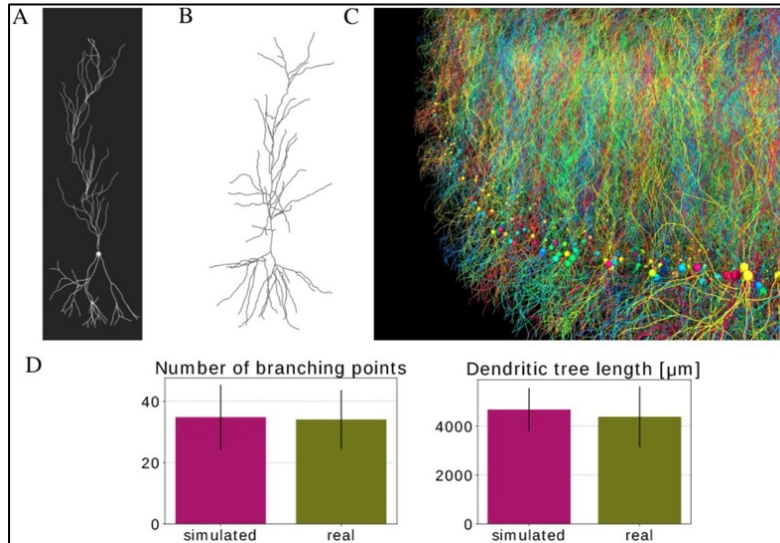 A
B
C
D
Number of branching points
40
20
0
simulated
real
Dendritic tree length [µm]
4000
2000
0
simulated
real